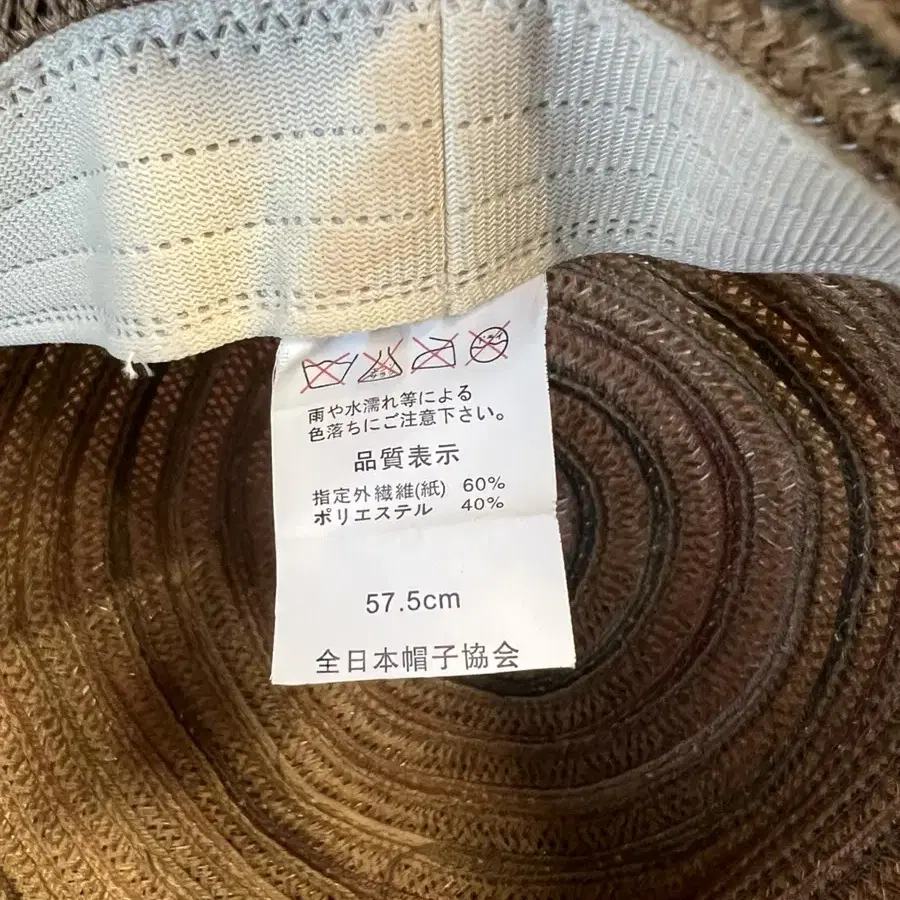 雨や水濡れ等による
色落ちにご注意下さい。
品質表示
指定外繊維(紙) 60%
ポリエステル 40%
57.5cm
全日本帽子協会